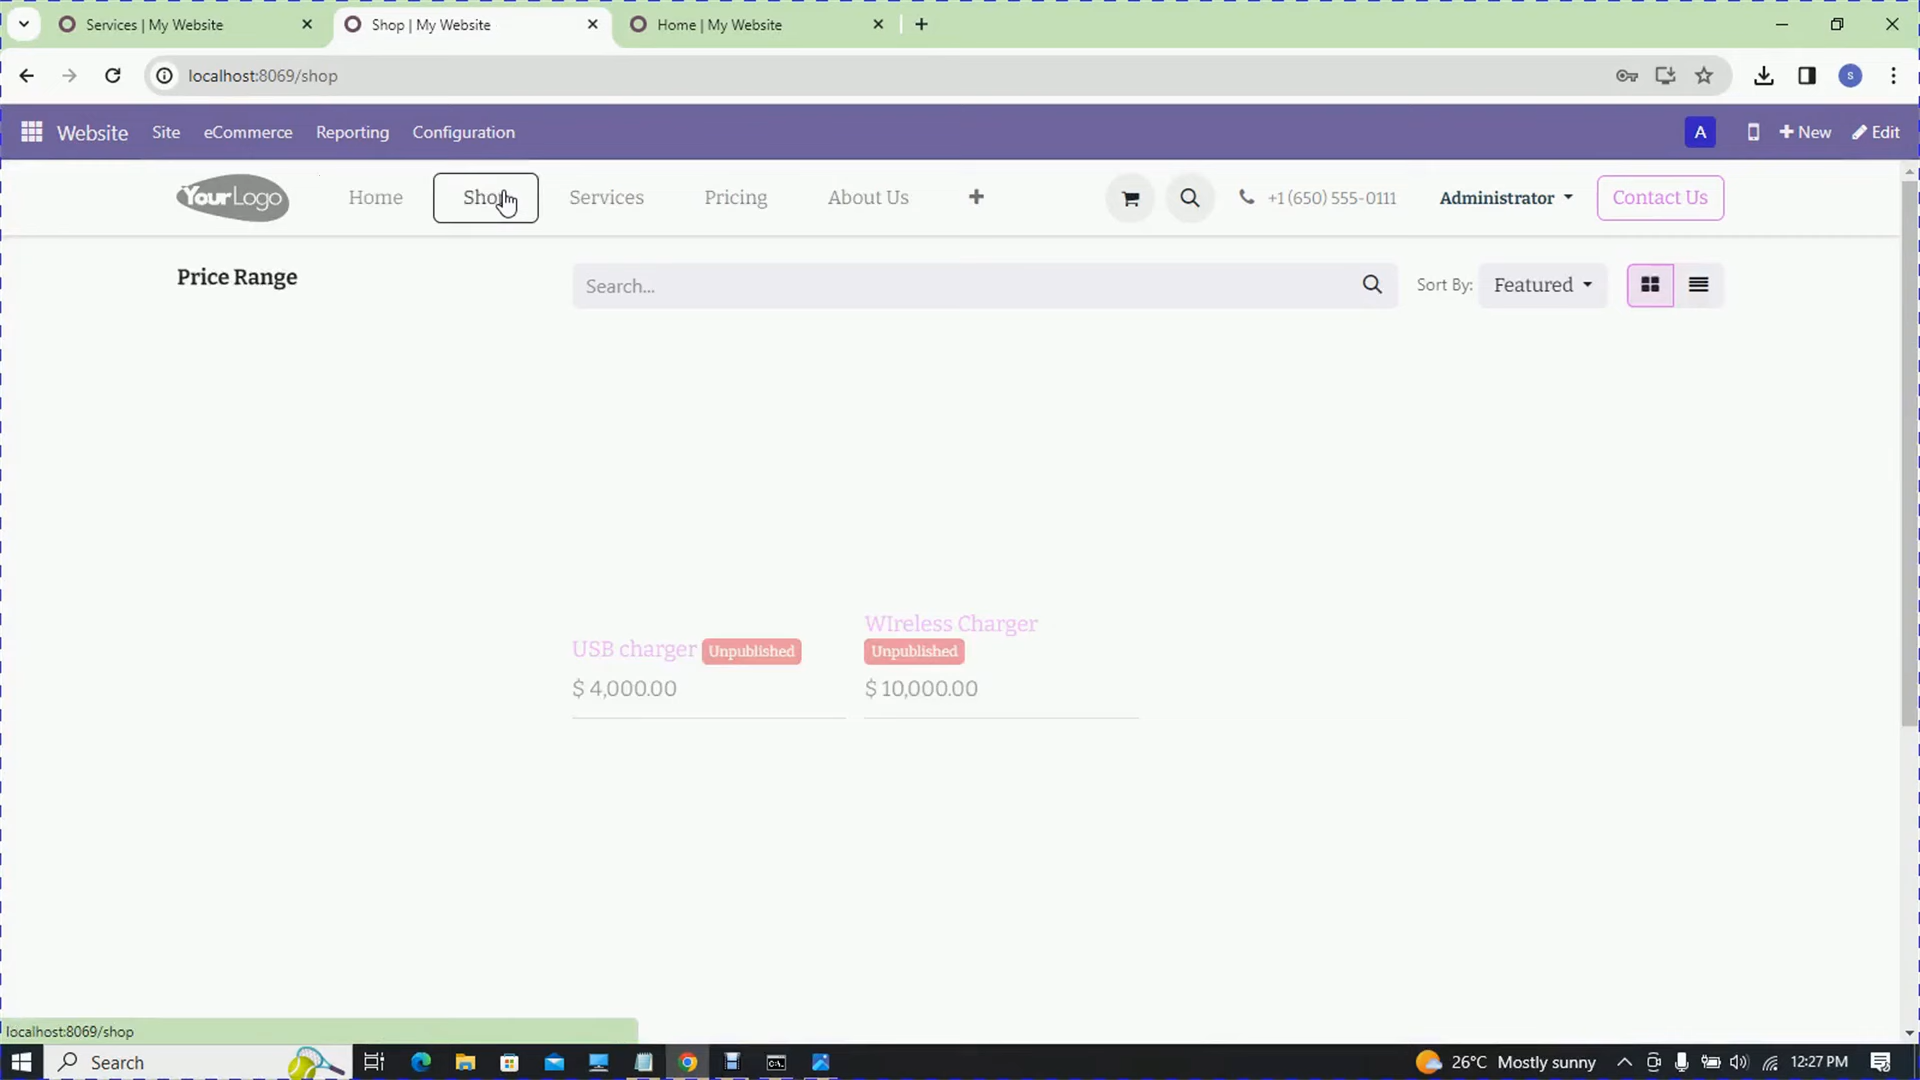 Services | My Website
Shop | My Website
Home | My Website
localhost:8069/shop
S
Website
Site
eCommerce
Reporting
Configuration
A
New
Edit
YourLogo
Home
Shop
Services
Pricing
About Us
+1 (650) 555-0111
Administrator
Contact Us
Price Range
Search...
Sort By:
Featured
WIreless Charger
USB charger Unpublished
Unpublished
$ 4,000.00
$ 10,000.00
localhost:8069/shop
Search
26°C Mostly sunny
12:27 PM